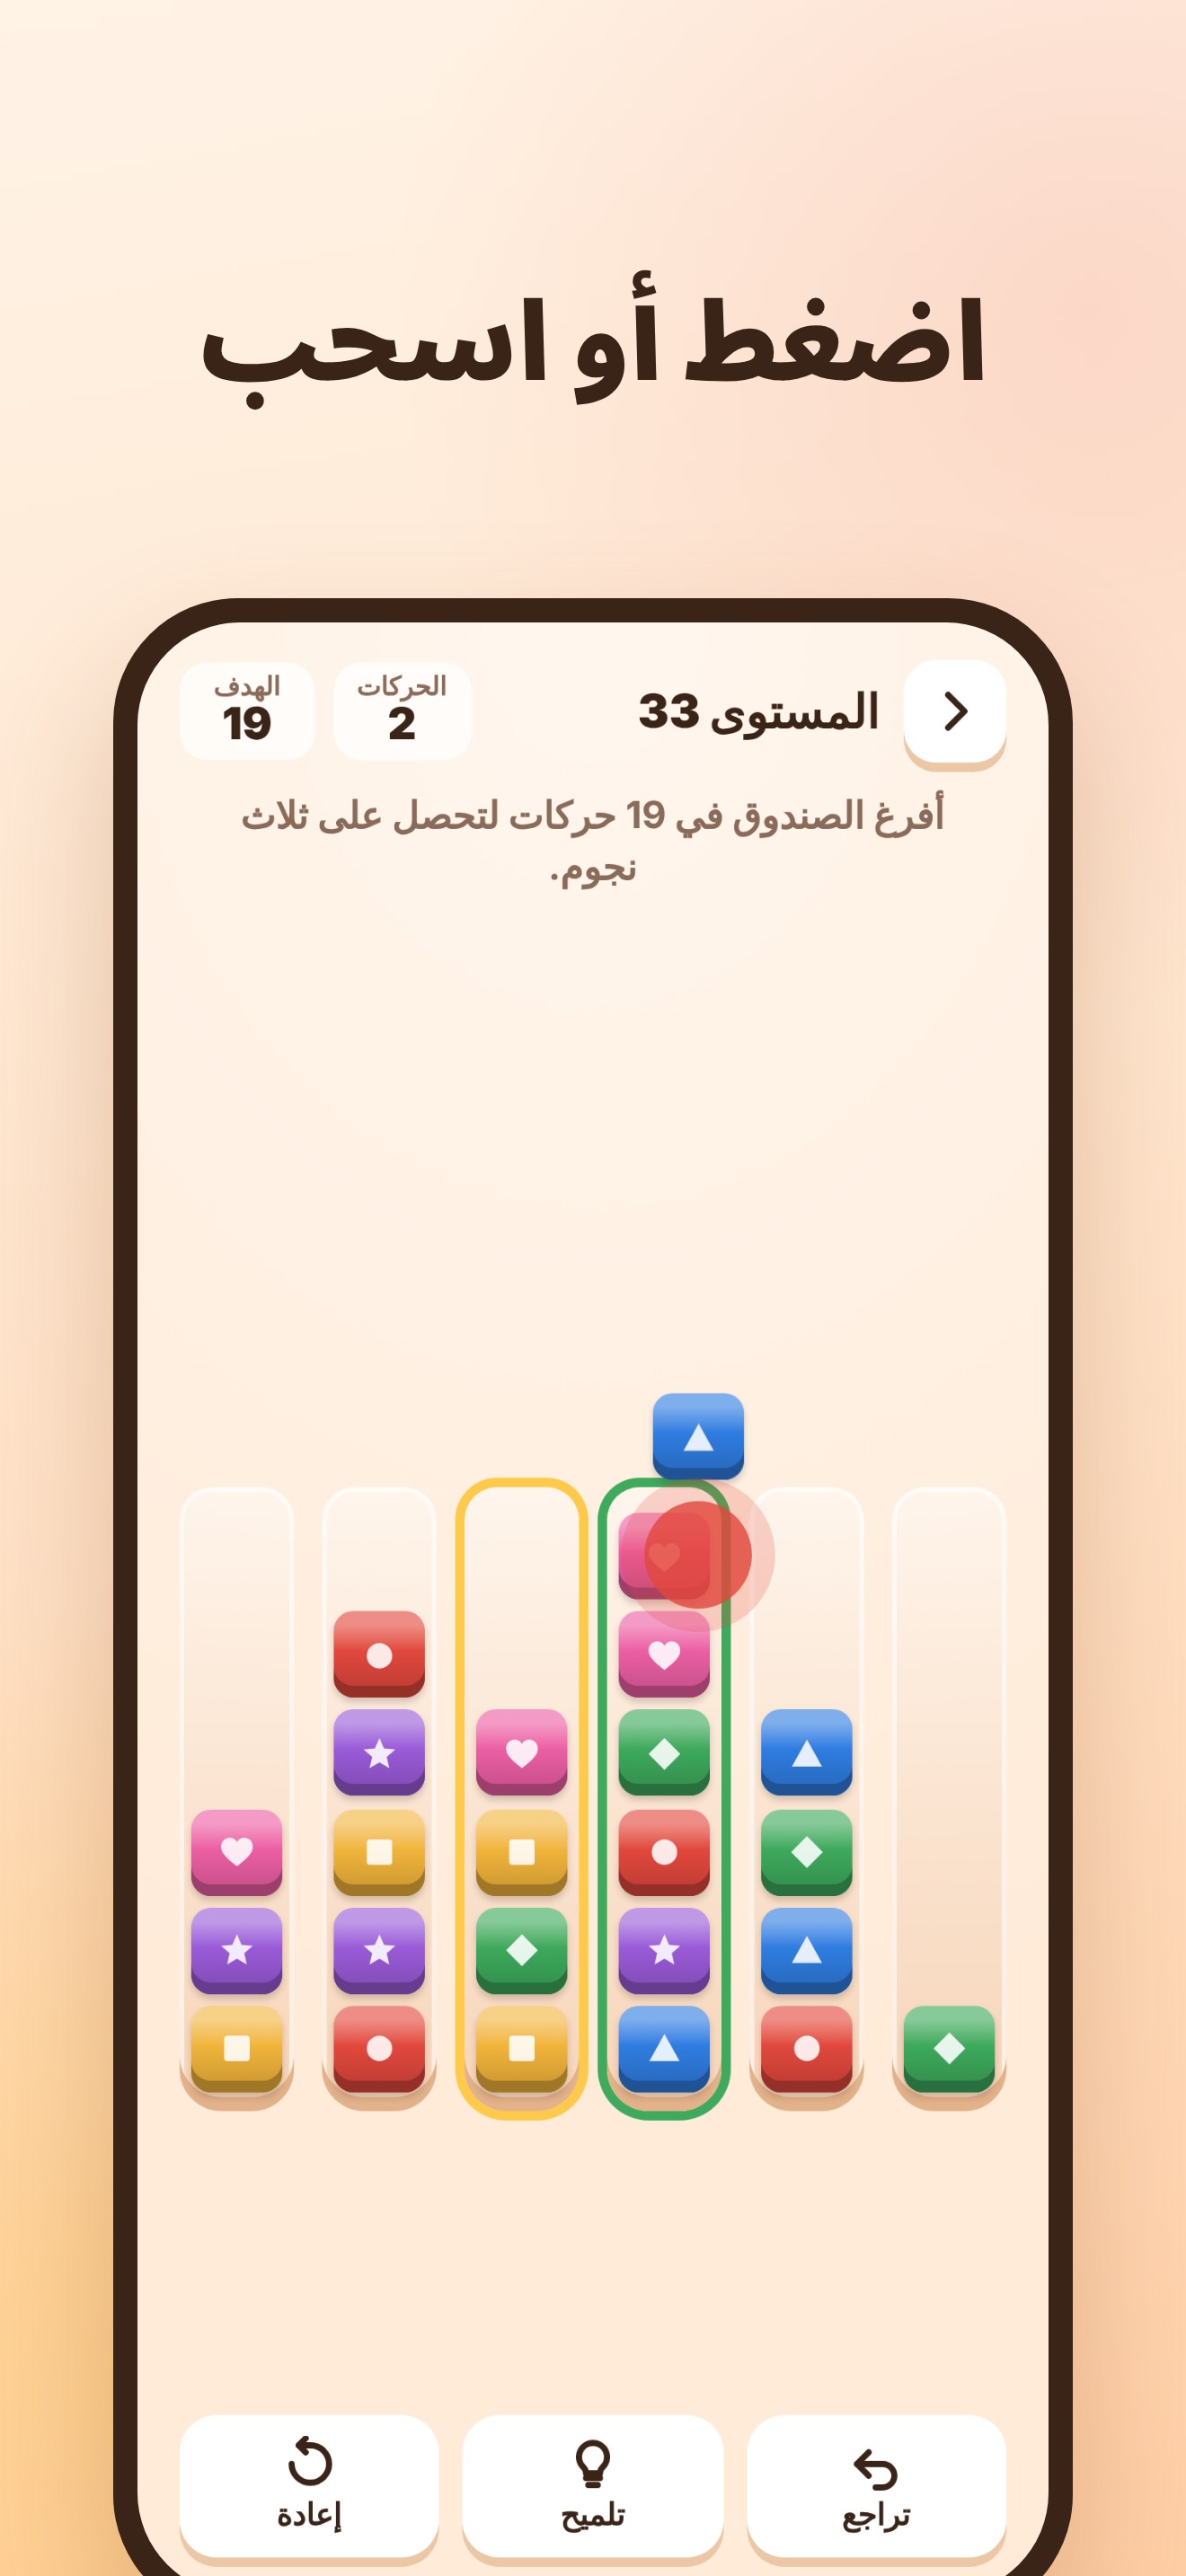 اضغط أو اسحب
المستوى 33
الحركات
2
الهدف
19
أفرغ الصندوق في 19 حركات لتحصل على ثلاث
نجوم.
تراجع
تلميح
إعادة